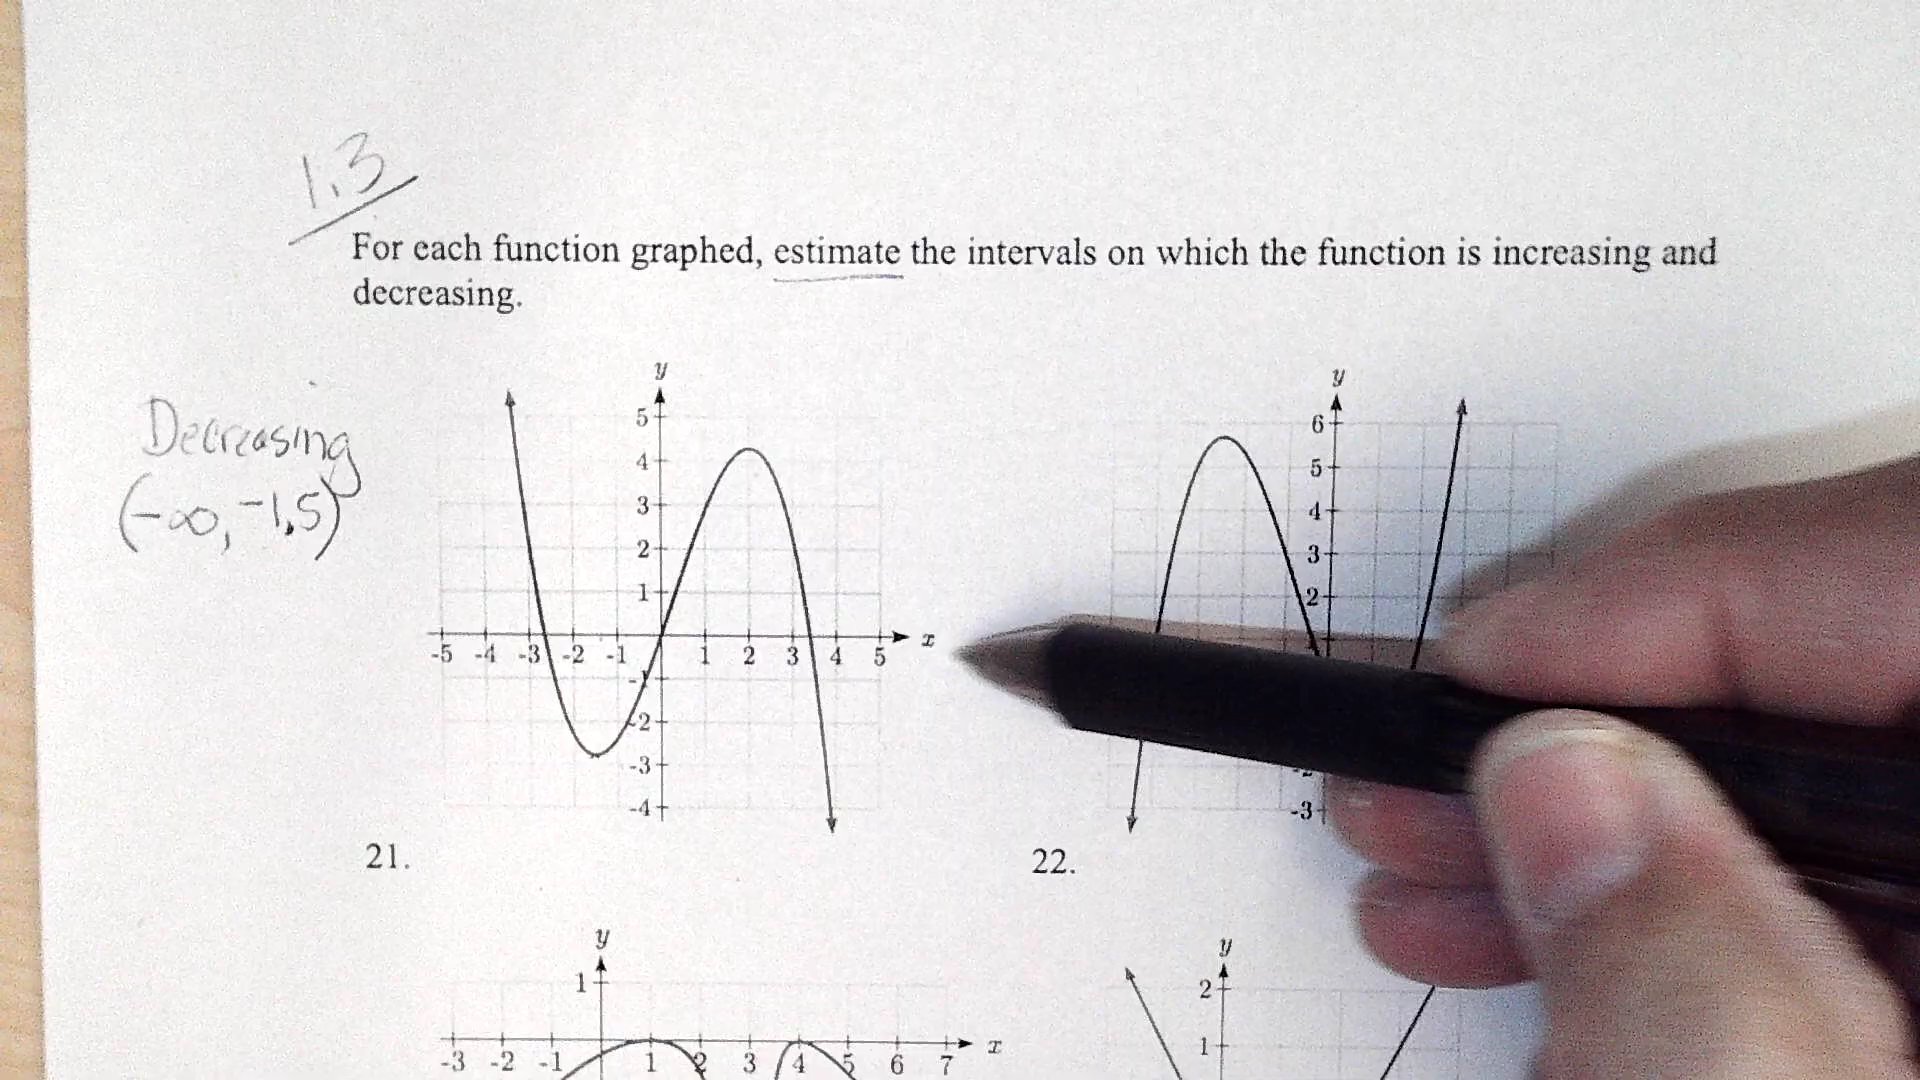 1.3
For each function graphed, estimate the intervals on which the function is increasing and
decreasing.
Decreasing
(-∞, -1.5)
y
5
4
3
2
1
-5 -4 -3 -2 -1 1 2 3 4 5 x
-1
-2
-3
-4
21.
y
6
5
4
3
2
-3
22.
y
1
-3 -2 -1 1 2 3 4 5 6 7 x
y
2
1